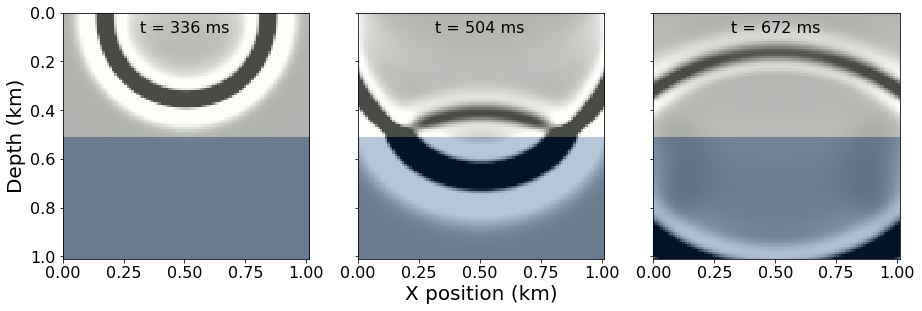 t = 336 ms
t = 504 ms
t = 672 ms
Depth (km)
0.0
0.2
0.4
0.6
0.8
1.0
0.00 0.25 0.50 0.75 1.00
0.00 0.25 0.50 0.75 1.00
0.00 0.25 0.50 0.75 1.00
X position (km)